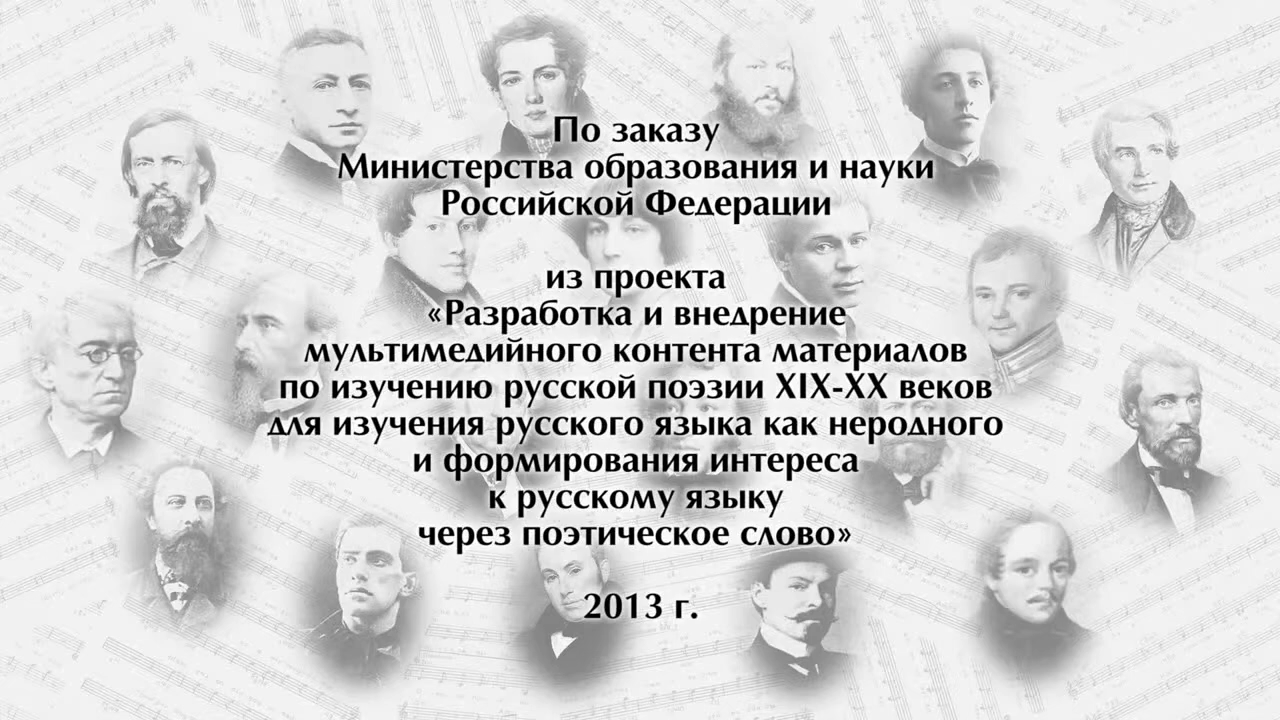 По заказу
Министерства образования и науки
Российской Федерации
из проекта
«Разработка и внедрение
мультимедийного контента материалов
по изучению русской поэзии XIX-XX веков
для изучения русского языка как неродного
и формирования интереса
к русскому языку
через поэтическое слово»
2013 г.